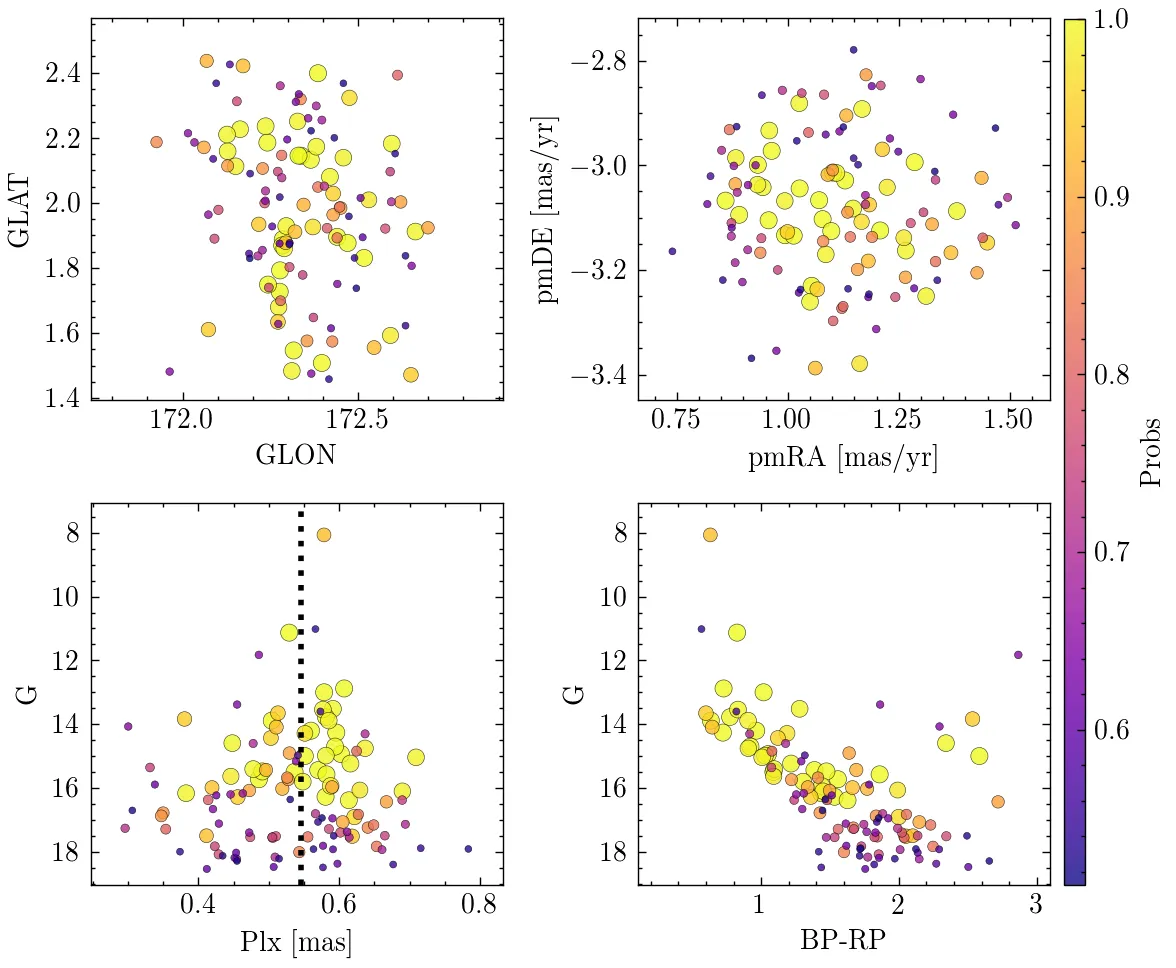 2.4
2.2
2.0
1.8
1.6
1.4
GLAT
172.0 172.5
GLON
−2.8
−3.0
−3.2
−3.4
pmDE [mas/yr]
0.75 1.00 1.25 1.50
pmRA [mas/yr]
8
10
12
14
16
18
G
0.4 0.6 0.8
Plx [mas]
8
10
12
14
16
18
G
1 2 3
BP-RP
1.0
0.9
0.8
0.7
0.6
Probs